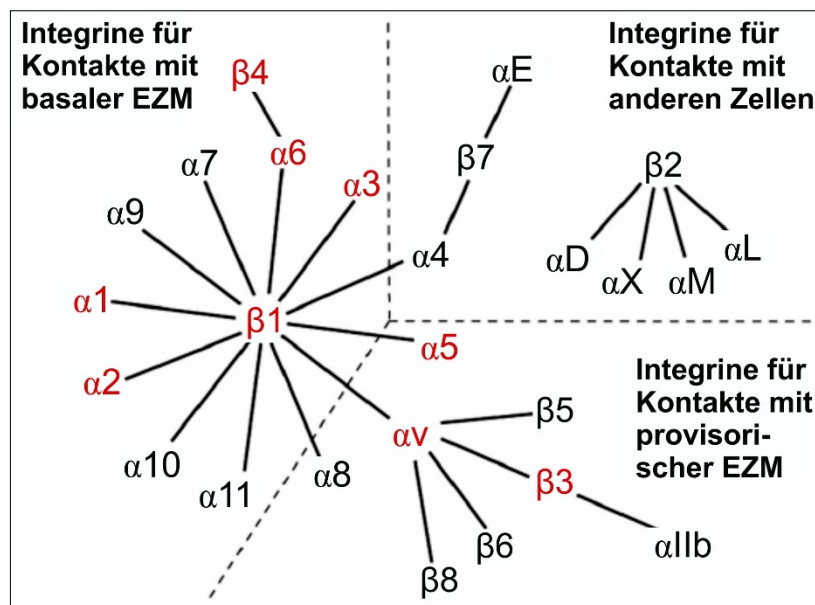 Integrine für
Kontakte mit
basaler EZM
Integrine für
Kontakte mit
anderen Zellen
β4
αE
α6
β7
β2
α7
α3
α9
α4
αD
αX
αM
αL
α1
β1
α5
α2
Integrine für
Kontakte mit
provisori-
scher EZM
αv
β5
α10
α11
α8
β3
β6
αIIb
β8